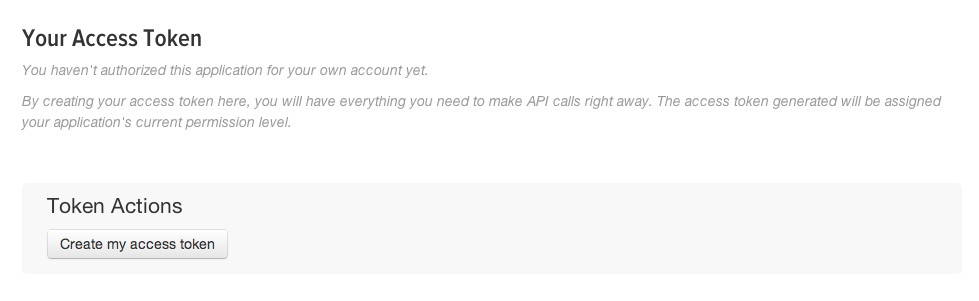 Your Access Token
You haven't authorized this application for your own account yet.
By creating your access token here, you will have everything you need to make API calls right away. The access token generated will be assigned
your application's current permission level.
Token Actions
Create my access token